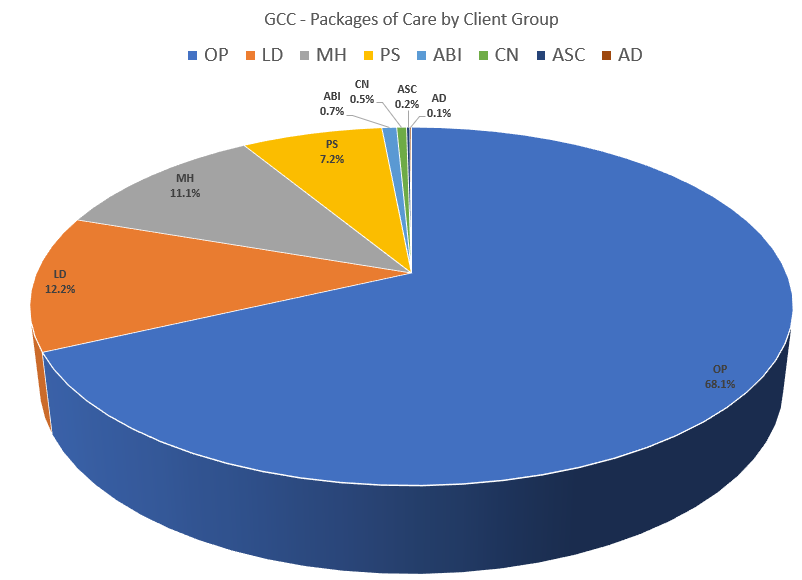 GCC - Packages of Care by Client Group
OP LD MH PS ABI CN ASC AD
CN
0.5%
ABI
0.7%
ASC
0.2%
AD
0.1%
PS
7.2%
MH
11.1%
LD
12.2%
OP
68.1%